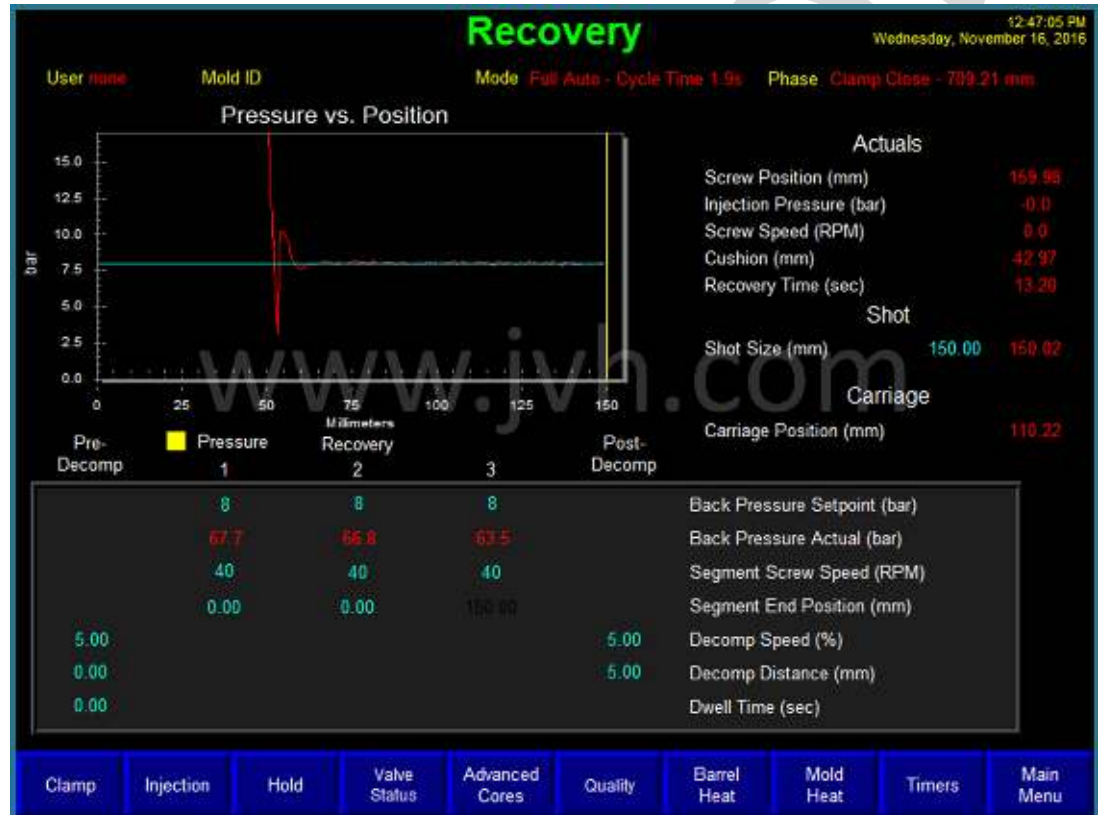 Recovery
12:47:05 PM
Wednesday, November 16, 2016
User none Mold ID Mode Full Auto - Cycle Time 1.9s Phase Clamp Close - 709.21 mm
Pressure vs. Position
bar
15.0
12.5
10.0
7.5
5.0
2.5
0.0
0 25 50 75 100 125 150
Millimeters
Actuals
Screw Position (mm) 159.98
Injection Pressure (bar) -0.0
Screw Speed (RPM) 0.0
Cushion (mm) 42.97
Recovery Time (sec) 13.20
Shot
Shot Size (mm) 150.00 150.02
Carriage
Carriage Position (mm) 110.22
www.jvh.com
Pre-Decomp Pressure Recovery Post-Decomp
1 2 3
8 8 8 Back Pressure Setpoint (bar)
67.7 66.8 63.5 Back Pressure Actual (bar)
40 40 40 Segment Screw Speed (RPM)
0.00 0.00 150.00 Segment End Position (mm)
5.00 5.00 Decomp Speed (%)
0.00 5.00 Decomp Distance (mm)
0.00 Dwell Time (sec)
Clamp Injection Hold Valve Status Advanced Cores Quality Barrel Heat Mold Heat Timers Main Menu